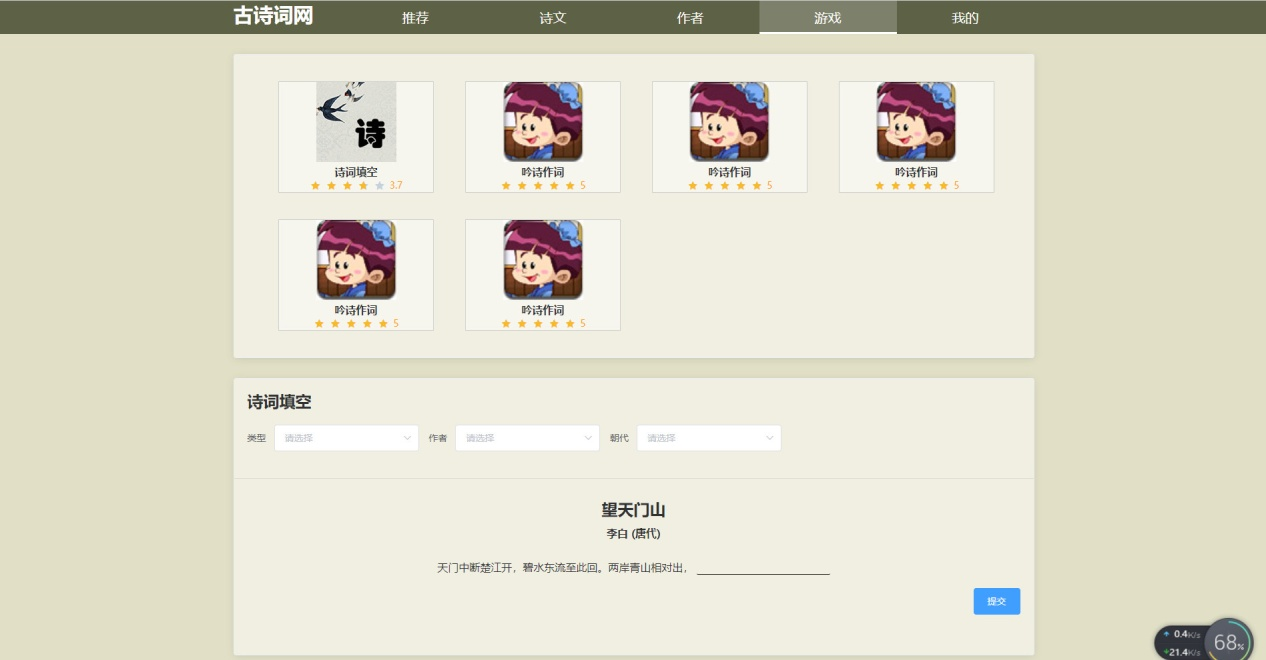 古诗词网 推荐 诗文 作者 游戏 我的
诗
诗词填空 吟诗作词 吟诗作词 吟诗作词
3.7 5 5 5
吟诗作词 吟诗作词
5 5
诗词填空
类型 请选择 作者 请选择 朝代 请选择
望天门山
李白 (唐代)
天门中断楚江开，碧水东流至此回。两岸青山相对出，
提交
0.4K/s
68%
21.4K/s